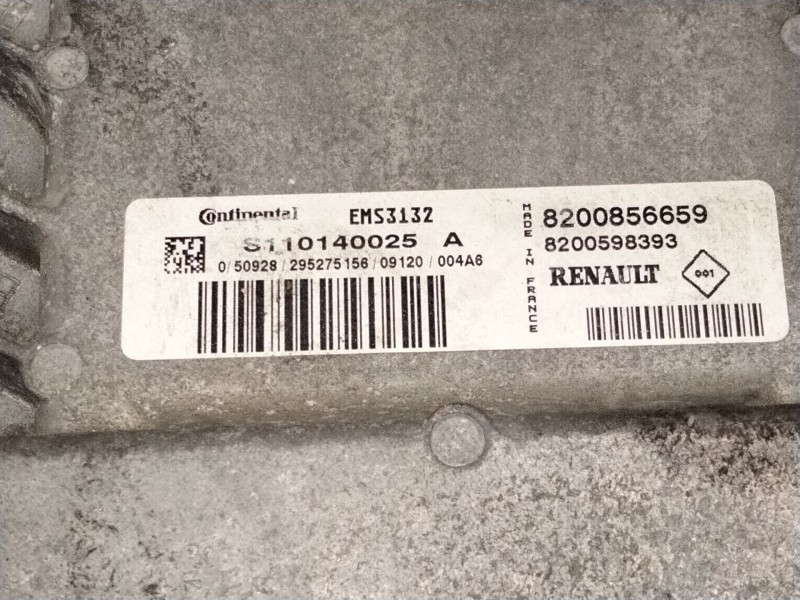 Continental EMS3132
S110140025 A
0/50928/295275156/09120/004A6
MADE IN FRANCE
8200856659
8200598393
RENAULT 001